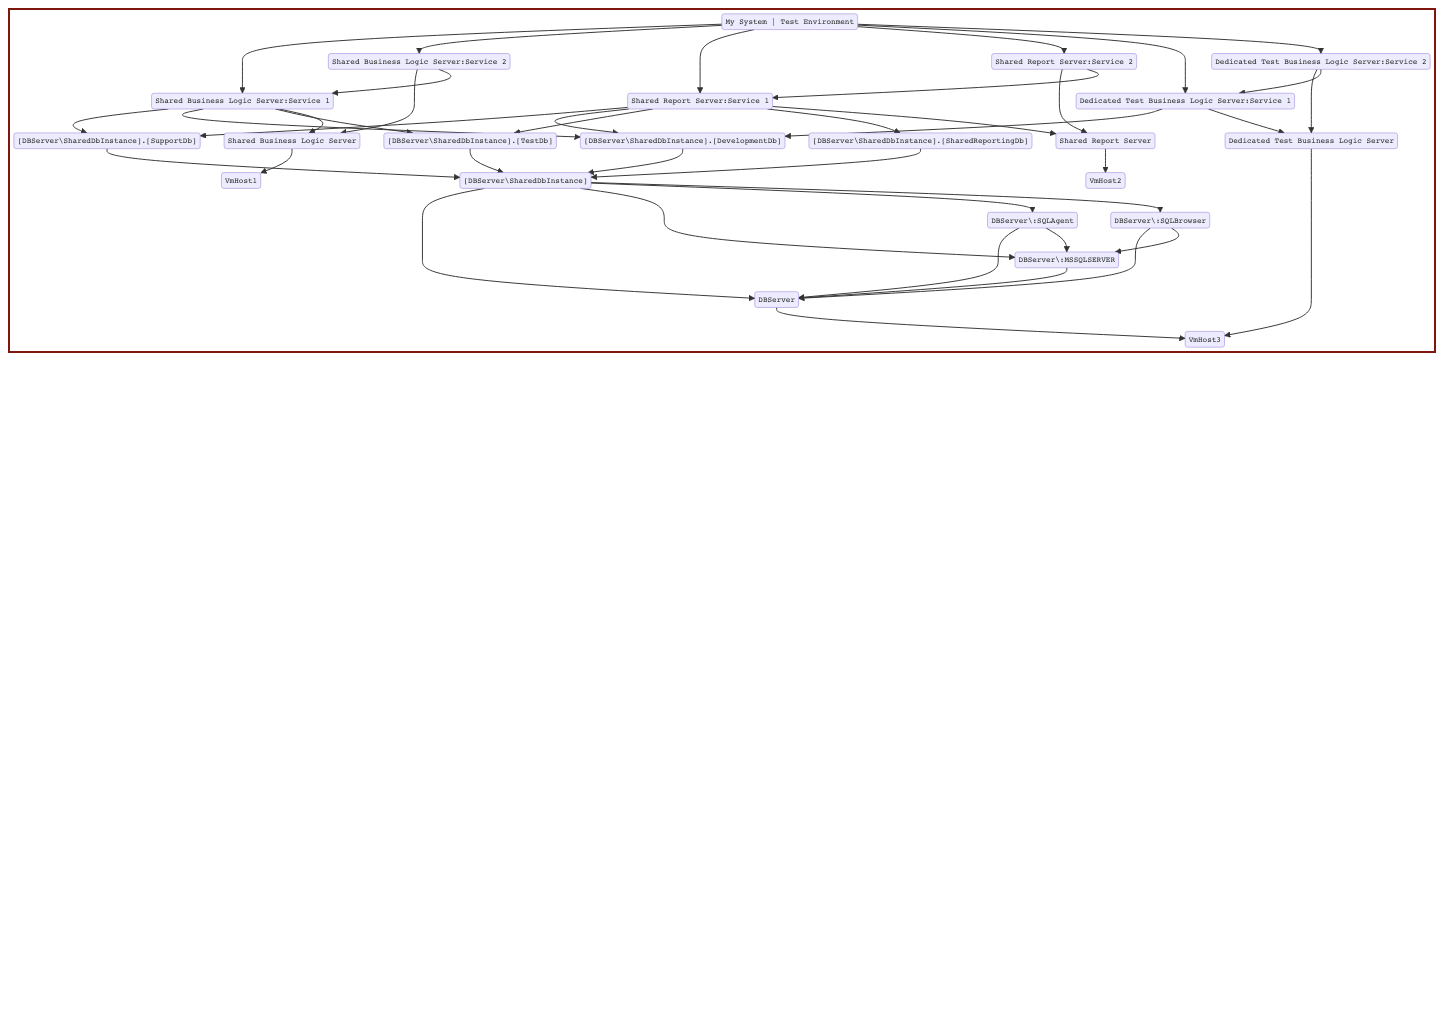 My System | Test Environment
Shared Business Logic Server:Service 2
Shared Report Server:Service 2
Dedicated Test Business Logic Server:Service 2
Shared Business Logic Server:Service 1
Shared Report Server:Service 1
Dedicated Test Business Logic Server:Service 1
[DBServer\SharedDbInstance].[SupportDb]
Shared Business Logic Server
[DBServer\SharedDbInstance].[TestDb]
[DBServer\SharedDbInstance].[DevelopmentDb]
[DBServer\SharedDbInstance].[SharedReportingDb]
Shared Report Server
Dedicated Test Business Logic Server
VmHost1
[DBServer\SharedDbInstance]
VmHost2
DBServer\:SQLAgent
DBServer\:SQLBrowser
DBServer\:MSSQLSERVER
DBServer
VmHost3